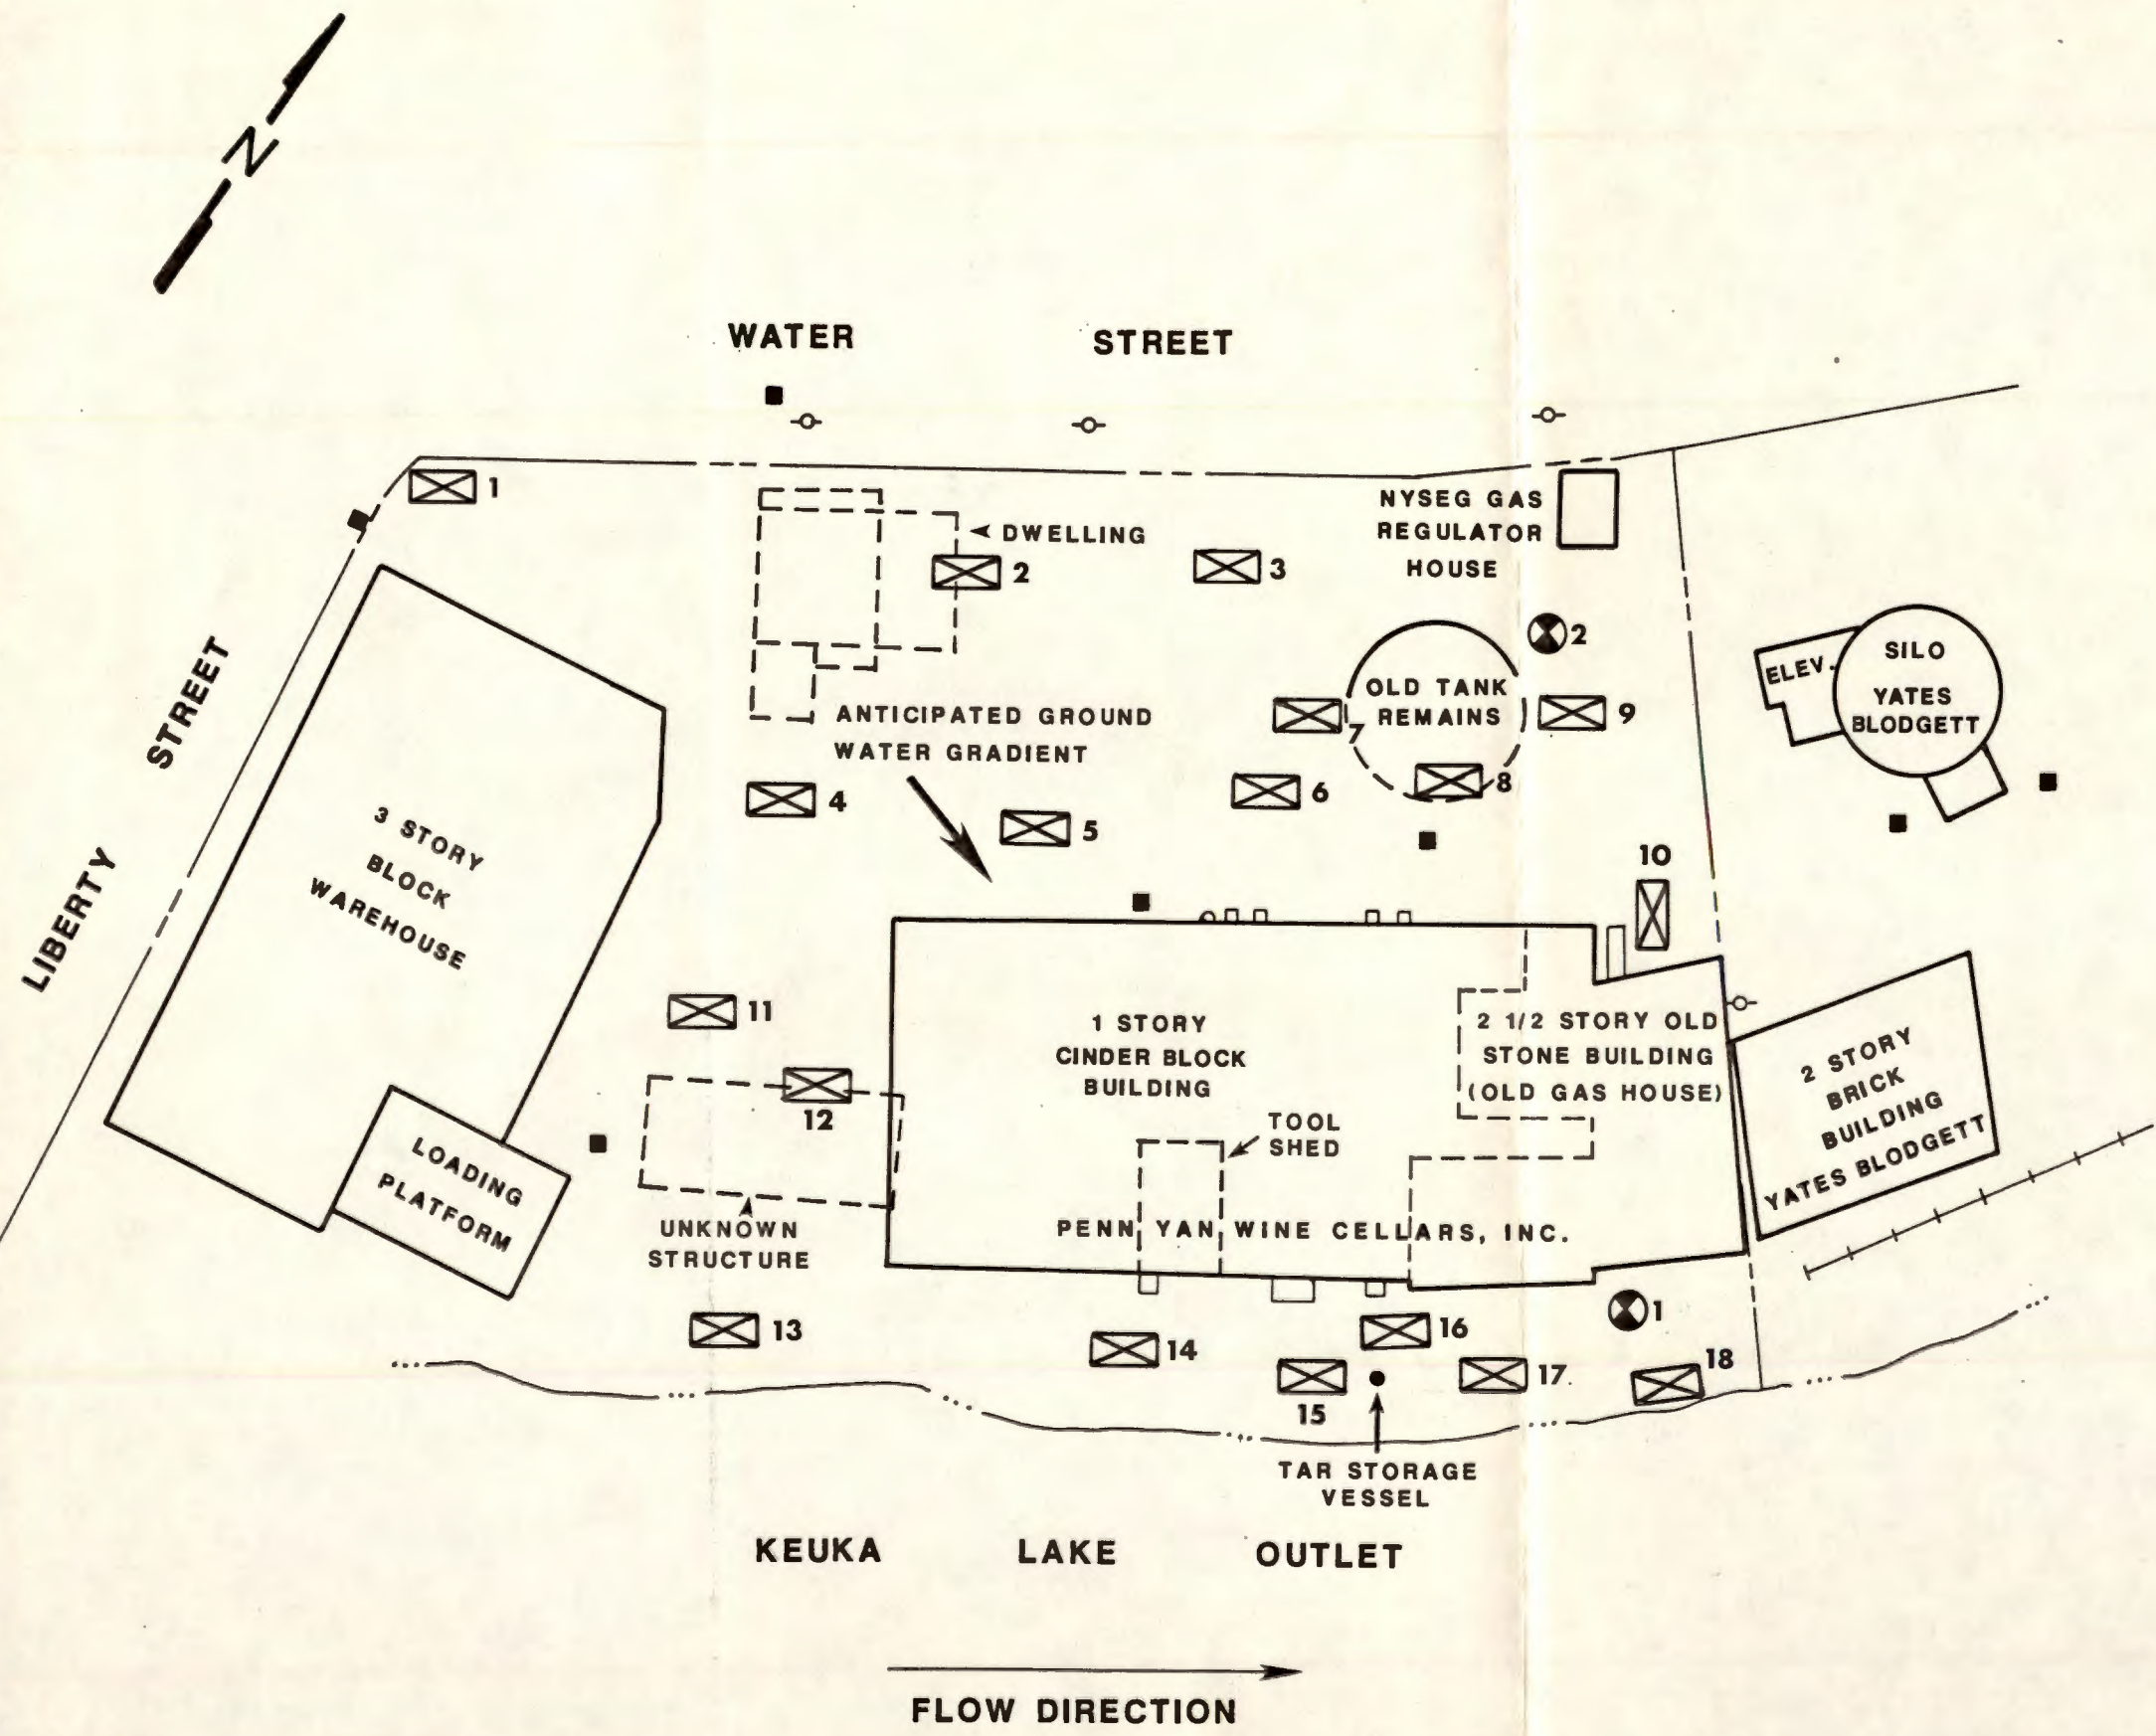 N
WATER STREET
1
NYSEG GAS
REGULATOR
HOUSE
DWELLING
2
3
2
SILO
YATES
BLODGETT
ELEV.
OLD TANK
REMAINS
7
9
ANTICIPATED GROUND
WATER GRADIENT
4
5
6
8
10
LIBERTY STREET
3 STORY
BLOCK
WAREHOUSE
11
12
1 STORY
CINDER BLOCK
BUILDING
2 1/2 STORY OLD
STONE BUILDING
(OLD GAS HOUSE)
2 STORY
BRICK
BUILDING
YATES BLODGETT
TOOL
SHED
LOADING
PLATFORM
UNKNOWN
STRUCTURE
PENN YAN WINE CELLARS, INC.
13
14
16
1
15
17
18
TAR STORAGE
VESSEL
KEUKA LAKE OUTLET
FLOW DIRECTION